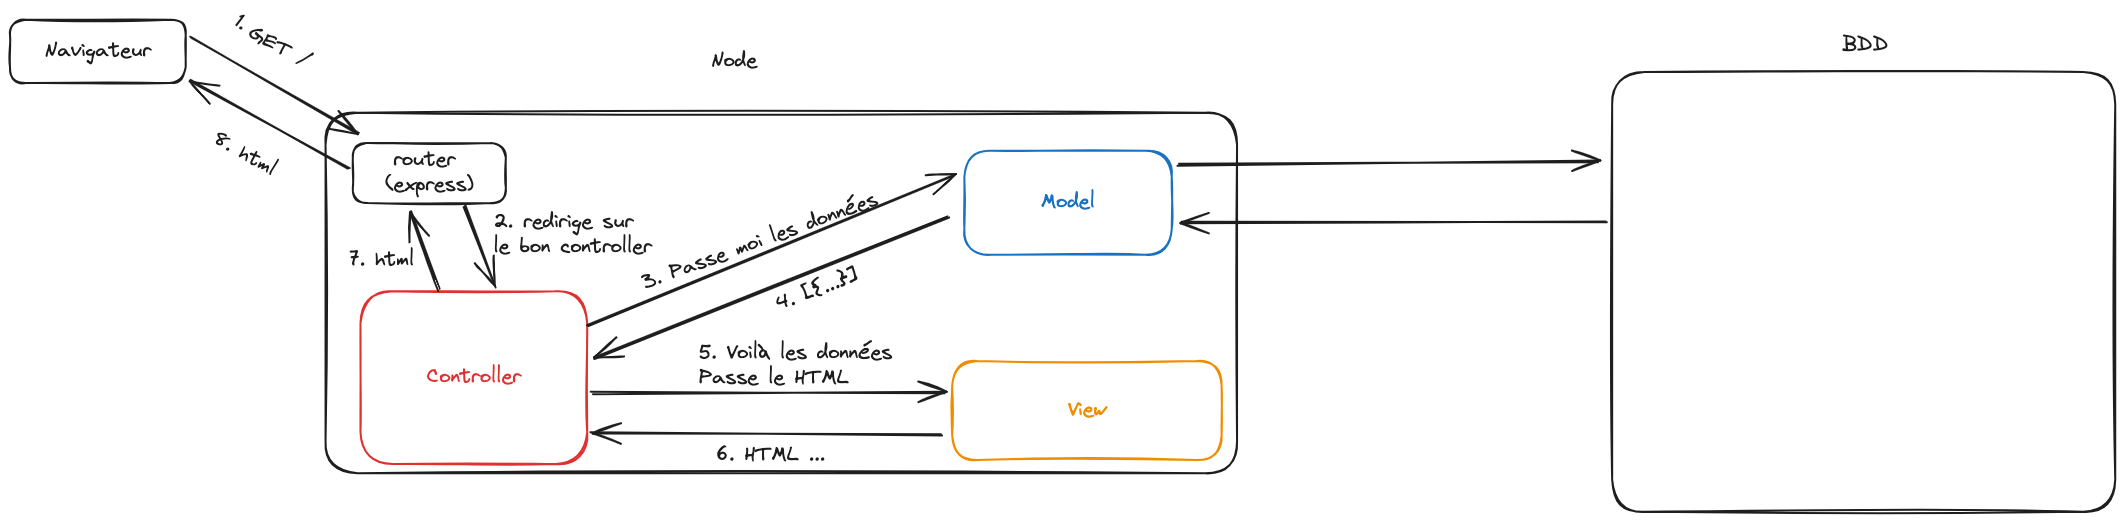 Navigateur
1. GET /
8. html
Node
BDD
router
(express)
2. redirige sur
le bon controller
7. html
3. Passe moi les données
4. [{...}]
Model
Controller
5. Voilà les données
Passe le HTML
View
6. HTML ...